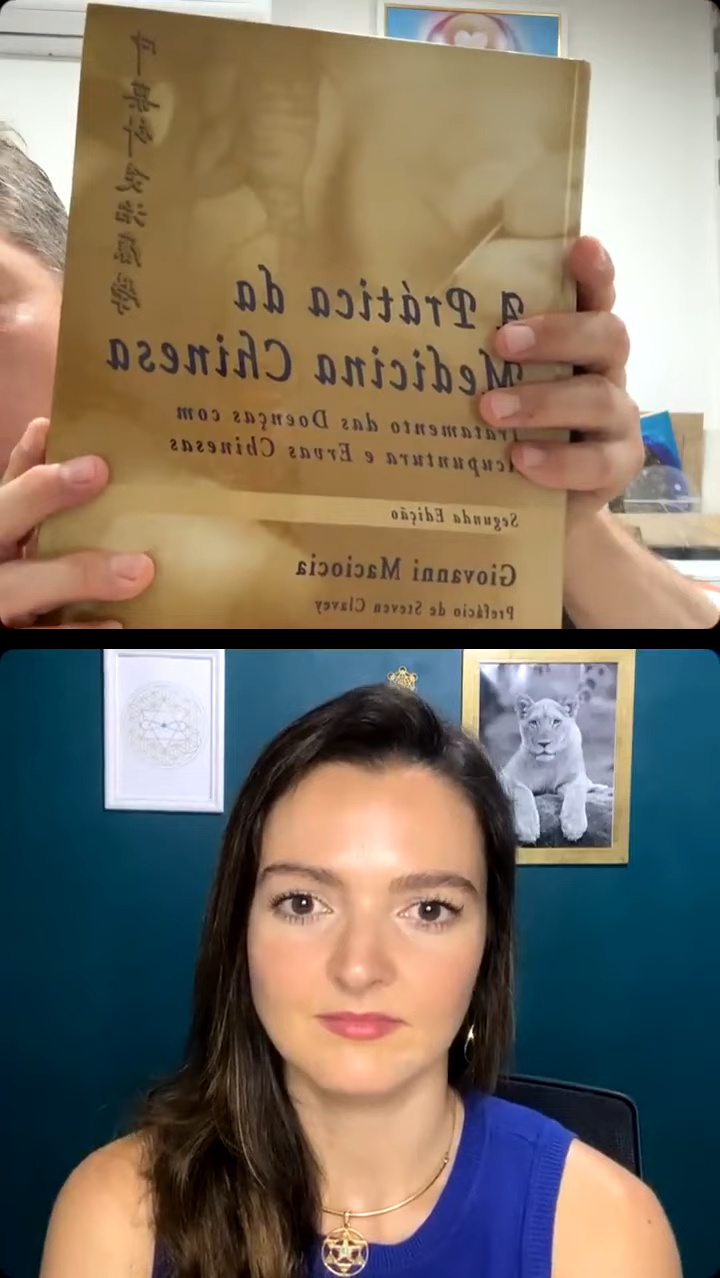 A Prática da
Medicina Chinesa
Tratamento das Doenças com
Acupuntura e Ervas Chinesas
Segunda Edição
Giovanni Maciocia
Prefácio de Steven Clavey